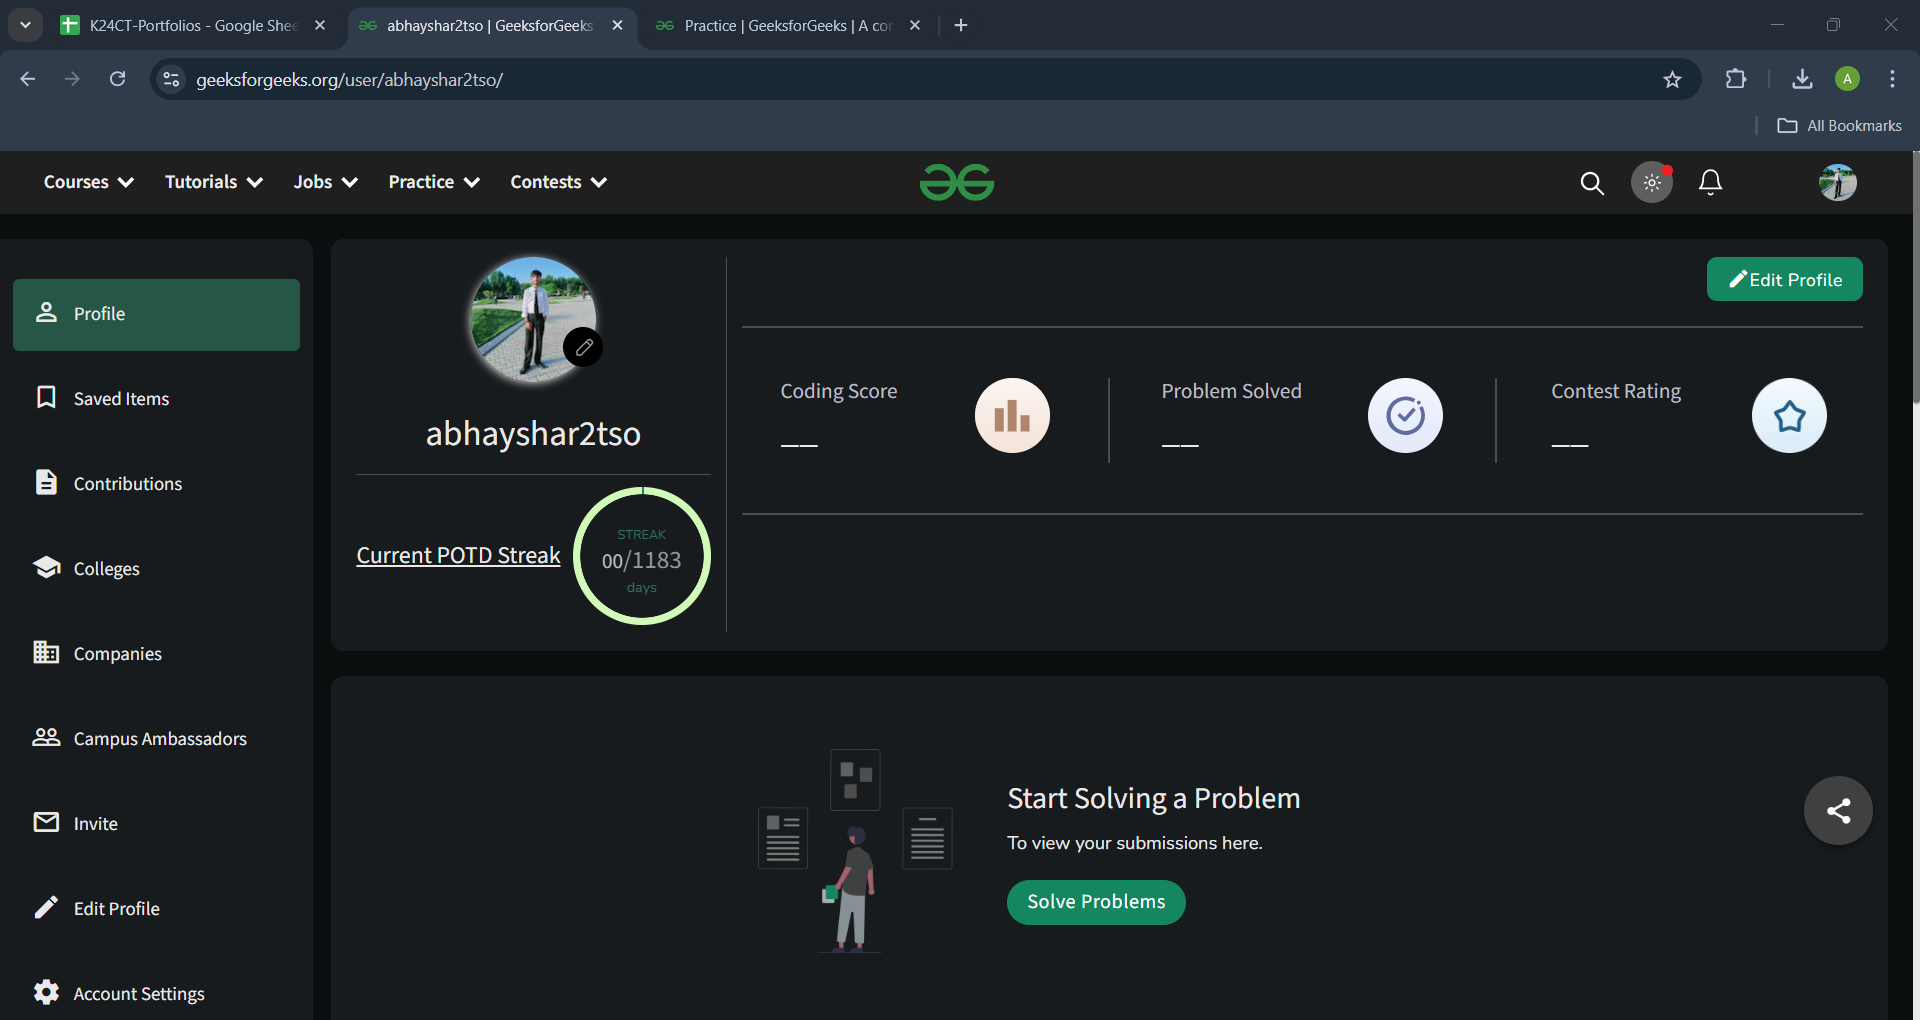 K24CT-Portfolios - Google Shee
abhayshar2tso | GeeksforGeeks
Practice | GeeksforGeeks | A cor
geeksforgeeks.org/user/abhayshar2tso/
A
All Bookmarks
Courses
Tutorials
Jobs
Practice
Contests
Profile
Saved Items
Contributions
Colleges
Companies
Campus Ambassadors
Invite
Edit Profile
Account Settings
abhayshar2tso
Current POTD Streak
STREAK
00/1183
days
Edit Profile
Coding Score
__
Problem Solved
__
Contest Rating
__
Start Solving a Problem
To view your submissions here.
Solve Problems